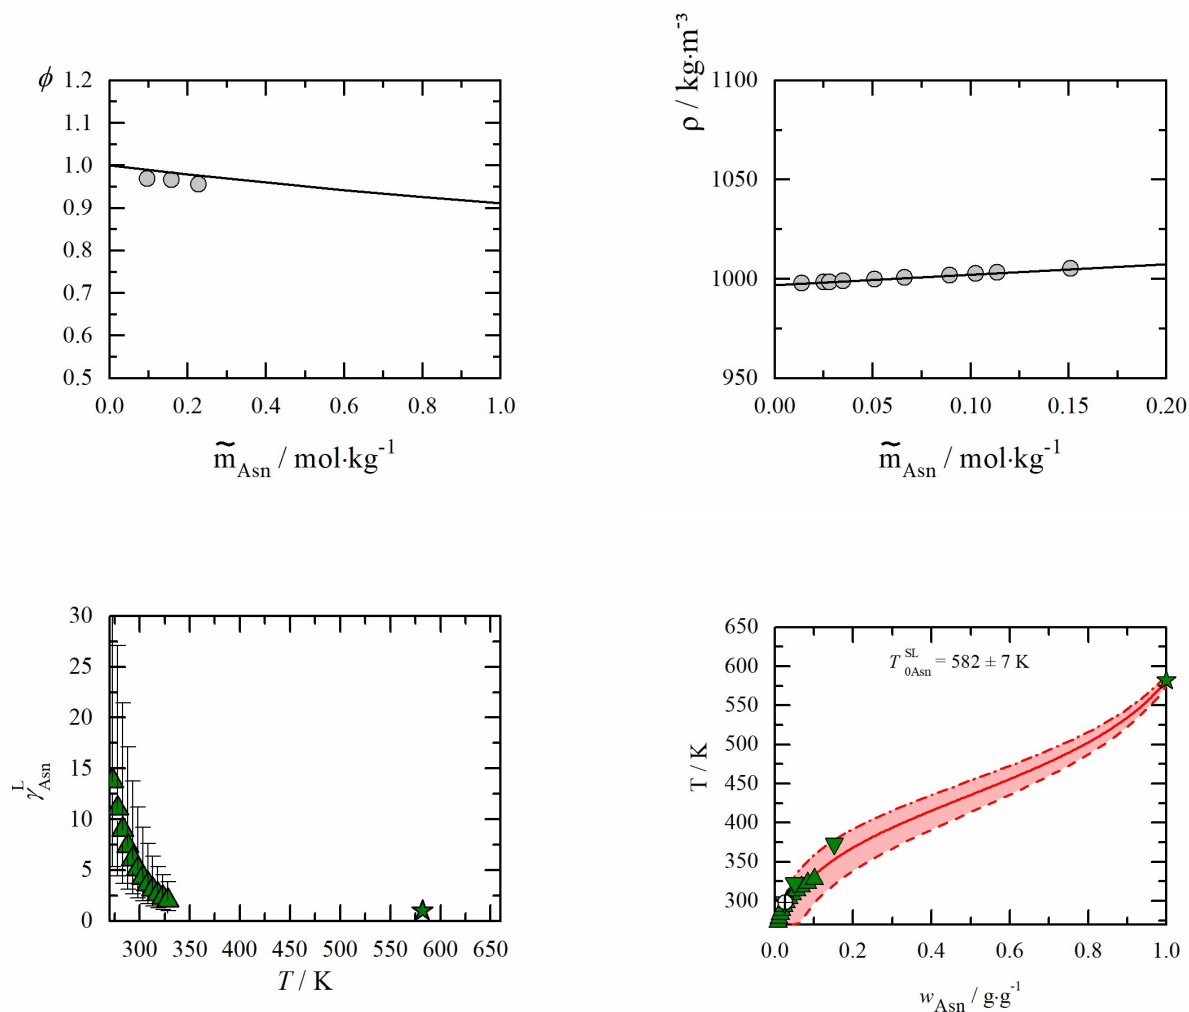 ϕ
1.2
1.1
1.0
0.9
0.8
0.7
0.6
0.5
0.0 0.2 0.4 0.6 0.8 1.0
m̃Asn / mol·kg-1
ρ / kg·m-3
1100
1050
1000
950
0.00 0.05 0.10 0.15 0.20
m̃Asn / mol·kg-1
γLAsn
30
25
20
15
10
5
0
300 350 400 450 500 550 600 650
T / K
T / K
650
600
550
500
450
400
350
300
T SL 0Asn = 582 ± 7 K
0.0 0.2 0.4 0.6 0.8 1.0
wAsn / g·g-1